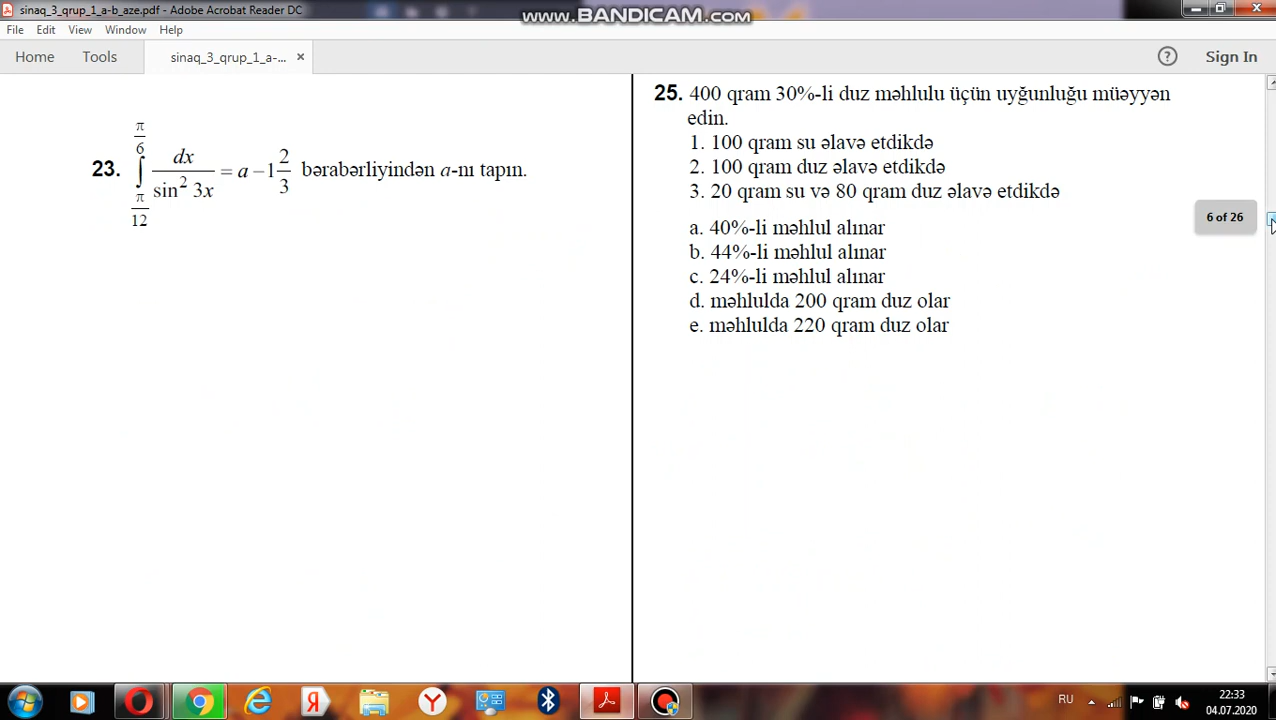 sinaq_3_qrup_1_a-b_aze.pdf - Adobe Acrobat Reader DC
www.BANDICAM.com
File Edit View Window Help
Home Tools sinaq_3_qrup_1_a-... × ? Sign In
23. ∫_{π/12}^{π/6} dx / sin² 3x = a – 1 2/3 bərabərliyindən a-nı tapın.
25. 400 qram 30%-li duz məhlulu üçün uyğunluğu müəyyən
edin.
1. 100 qram su əlavə etdikdə
2. 100 qram duz əlavə etdikdə
3. 20 qram su və 80 qram duz əlavə etdikdə
a. 40%-li məhlul alınar
b. 44%-li məhlul alınar
c. 24%-li məhlul alınar
d. məhlulda 200 qram duz olar
e. məhlulda 220 qram duz olar
6 of 26
RU
22:33
04.07.2020